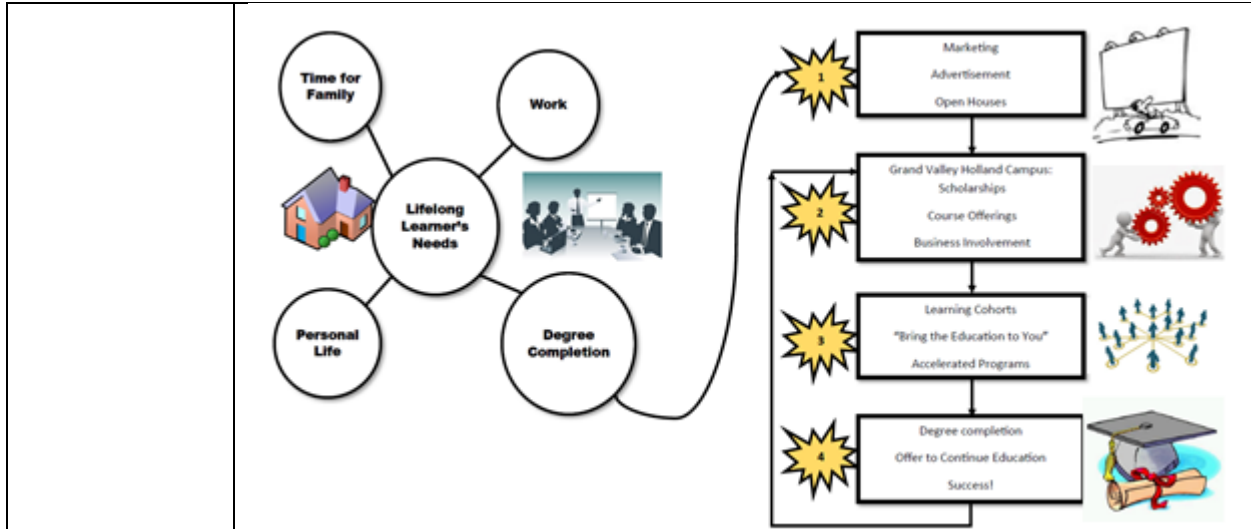 Time for
Family
Work
Lifelong
Learner's
Needs
Personal
Life
Degree
Completion
1
Marketing
Advertisement
Open Houses
2
Grand Valley Holland Campus:
Scholarships
Course Offerings
Business Involvement
3
Learning Cohorts
"Bring the Education to You"
Accelerated Programs
4
Degree completion
Offer to Continue Education
Success!